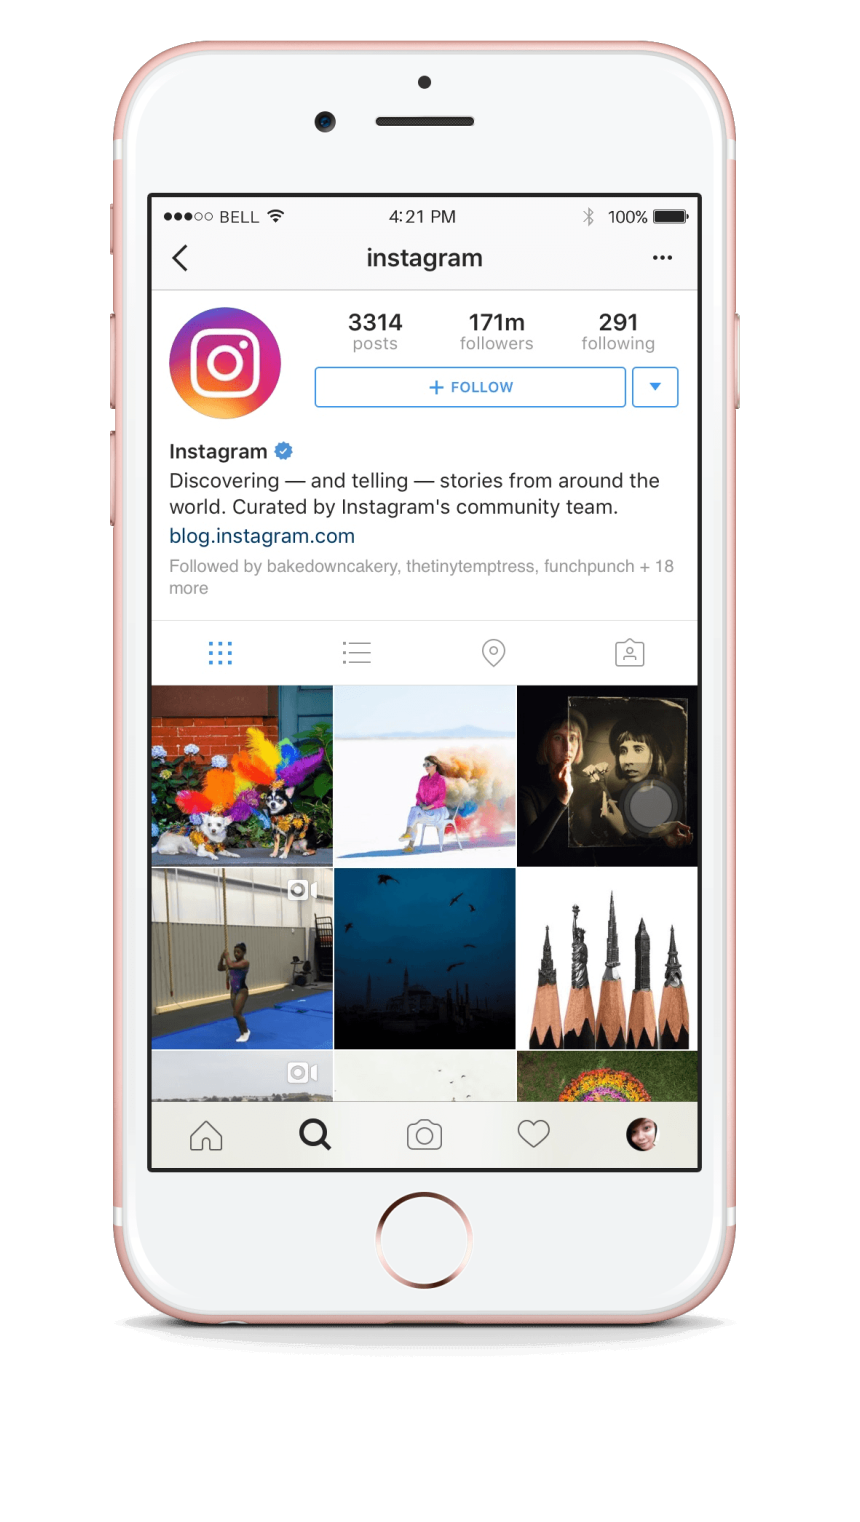 BELL 4:21 PM 100%
instagram
3314 171m 291
posts followers following
+ FOLLOW
Instagram
Discovering — and telling — stories from around the
world. Curated by Instagram's community team.
blog.instagram.com
Followed by bakedowncakery, thetinytemptress, funchpunch + 18
more